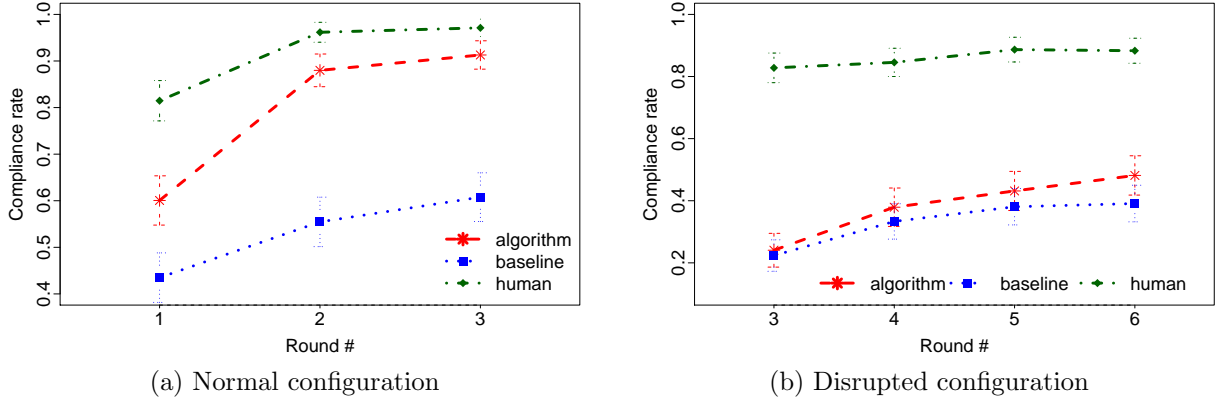 Compliance rate
1.0
0.9
0.8
0.7
0.6
0.5
0.4
algorithm
baseline
human
1 2 3
Round #
(a) Normal configuration
Compliance rate
1.0
0.8
0.6
0.4
0.2
algorithm baseline human
3 4 5 6
Round #
(b) Disrupted configuration